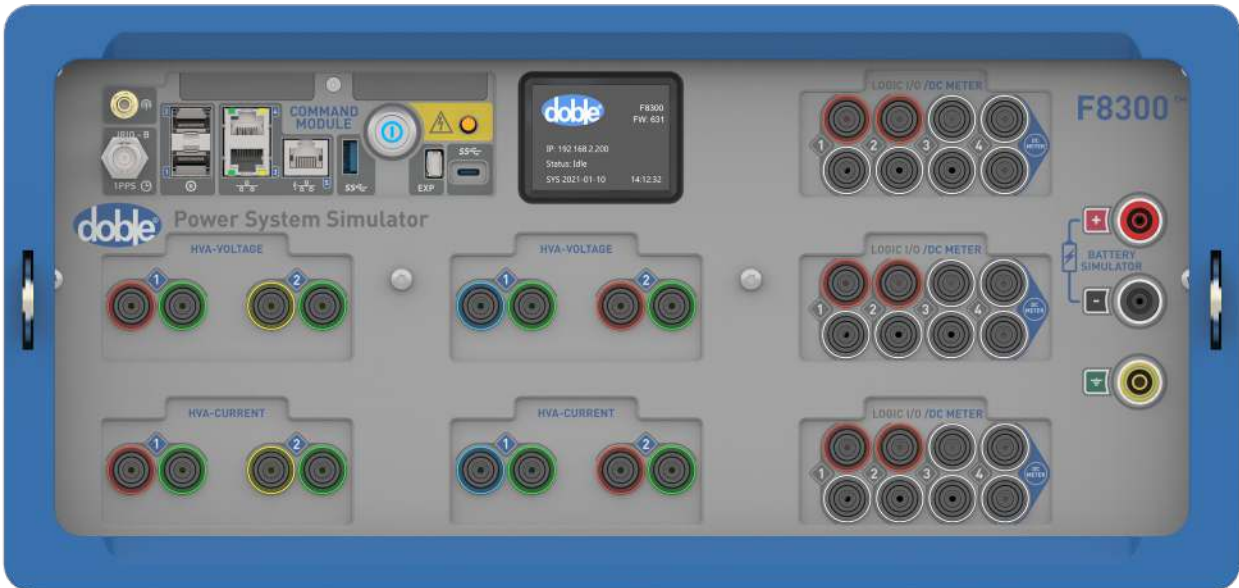 IRIG - B
1PPS
COMMAND
MODULE
EXP
doble
F8300
FW: 631
IP: 192 168 2.200
Status: Idle
SYS 2021-01-10 14:12:32
LOGIC I/O /DC METER
1 2 3 4
DC
METER
F8300™
doble®
Power System Simulator
HVA-VOLTAGE
1 2
HVA-VOLTAGE
1 2
LOGIC I/O /DC METER
1 2 3 4
DC
METER
+
BATTERY
SIMULATOR
-
HVA-CURRENT
1 2
HVA-CURRENT
1 2
LOGIC I/O /DC METER
1 2 3 4
DC
METER